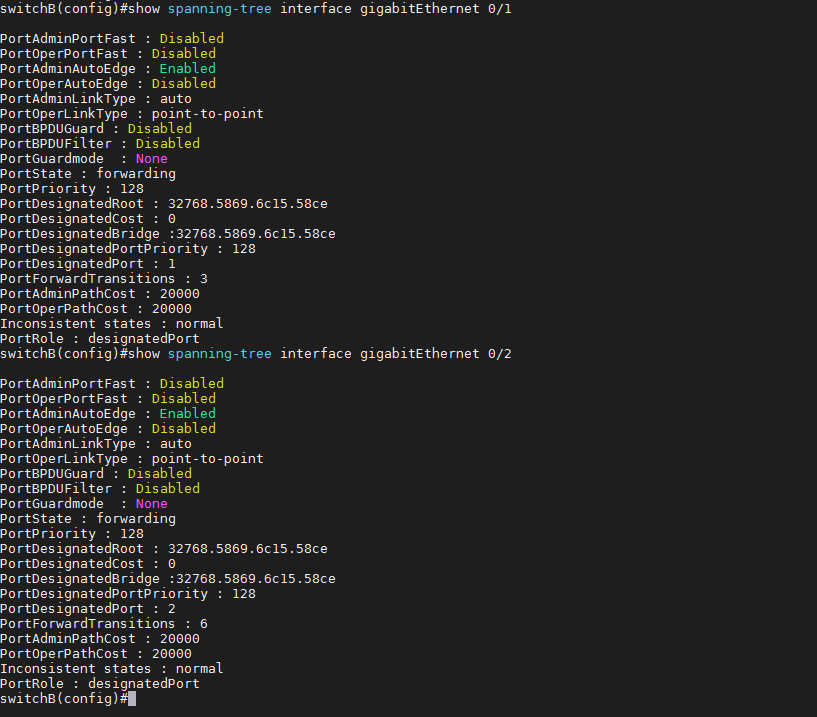 switchB(config)#show spanning-tree interface gigabitEthernet 0/1
PortAdminPortFast : Disabled
PortOperPortFast : Disabled
PortAdminAutoEdge : Enabled
PortOperAutoEdge : Disabled
PortAdminLinkType : auto
PortOperLinkType : point-to-point
PortBPDUGuard : Disabled
PortBPDUFilter : Disabled
PortGuardmode  : None
PortState : forwarding
PortPriority : 128
PortDesignatedRoot : 32768.5869.6c15.58ce
PortDesignatedCost : 0
PortDesignatedBridge :32768.5869.6c15.58ce
PortDesignatedPortPriority : 128
PortDesignatedPort : 1
PortForwardTransitions : 3
PortAdminPathCost : 20000
PortOperPathCost : 20000
Inconsistent states : normal
PortRole : designatedPort
switchB(config)#show spanning-tree interface gigabitEthernet 0/2
PortAdminPortFast : Disabled
PortOperPortFast : Disabled
PortAdminAutoEdge : Enabled
PortOperAutoEdge : Disabled
PortAdminLinkType : auto
PortOperLinkType : point-to-point
PortBPDUGuard : Disabled
PortBPDUFilter : Disabled
PortGuardmode  : None
PortState : forwarding
PortPriority : 128
PortDesignatedRoot : 32768.5869.6c15.58ce
PortDesignatedCost : 0
PortDesignatedBridge :32768.5869.6c15.58ce
PortDesignatedPortPriority : 128
PortDesignatedPort : 2
PortForwardTransitions : 6
PortAdminPathCost : 20000
PortOperPathCost : 20000
Inconsistent states : normal
PortRole : designatedPort
switchB(config)#